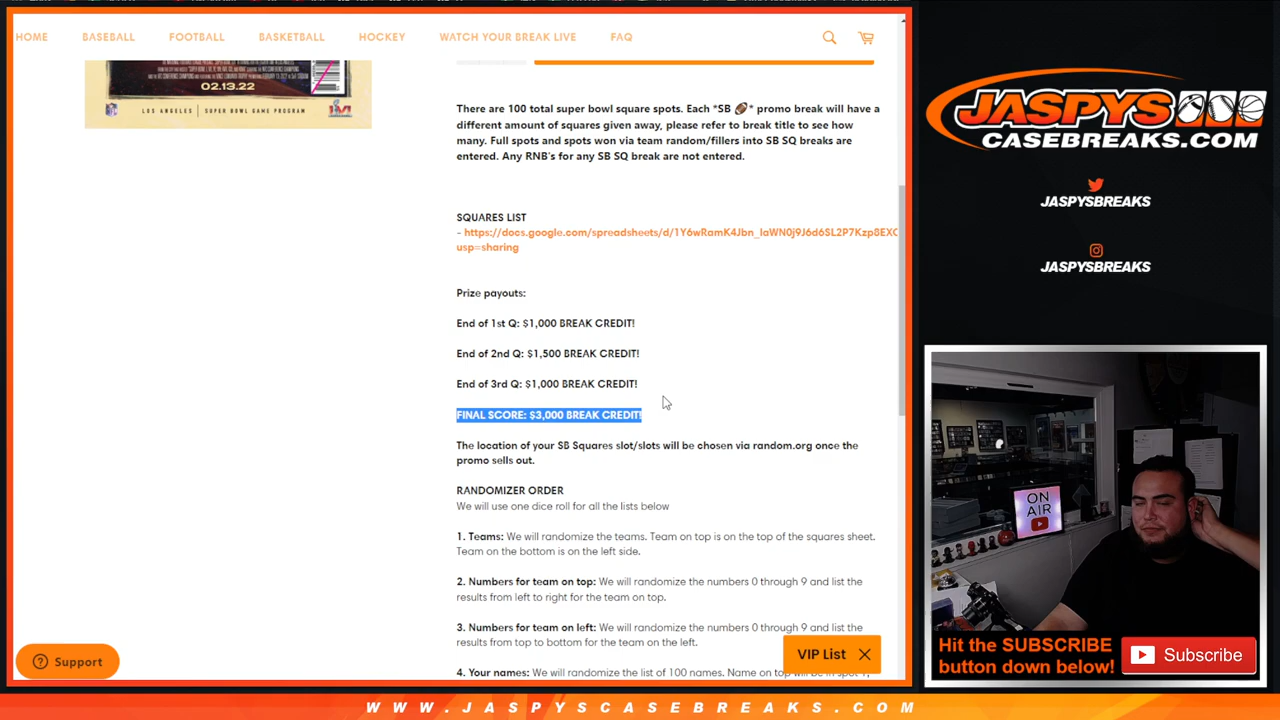 HOME BASEBALL FOOTBALL BASKETBALL HOCKEY WATCH YOUR BREAK LIVE FAQ
02.13.22
LOS ANGELES | SUPER BOWL GAME PROGRAM
There are 100 total super bowl square spots. Each *SB 🏈* promo break will have a
different amount of squares given away, please refer to break title to see how
many. Full spots and spots won via team random/fillers into SB SQ breaks are
entered. Any RNB's for any SB SQ break are not entered.
SQUARES LIST
- https://docs.google.com/spreadsheets/d/1Y6wRamK4Jbn_IaWN0j9J6d6SL2P7Kzp8EXC
usp=sharing
Prize payouts:
End of 1st Q: $1,000 BREAK CREDIT!
End of 2nd Q: $1,500 BREAK CREDIT!
End of 3rd Q: $1,000 BREAK CREDIT!
FINAL SCORE: $3,000 BREAK CREDIT!
The location of your SB Squares slot/slots will be chosen via random.org once the
promo sells out.
RANDOMIZER ORDER
We will use one dice roll for all the lists below
1. Teams: We will randomize the teams. Team on top is on the top of the squares sheet.
Team on the bottom is on the left side.
2. Numbers for team on top: We will randomize the numbers 0 through 9 and list the
results from left to right for the team on top.
3. Numbers for team on left: We will randomize the numbers 0 through 9 and list the
results from top to bottom for the team on the left.
4. Your names: We will randomize the list of 100 names. Name on top will be in spot 1,
Support
VIP List
JASPYS
CASEBREAKS.COM
JASPYSBREAKS
JASPYSBREAKS
ON
AIR
Hit the SUBSCRIBE
button down below!
Subscribe
WWW.JASPYSCASEBREAKS.COM